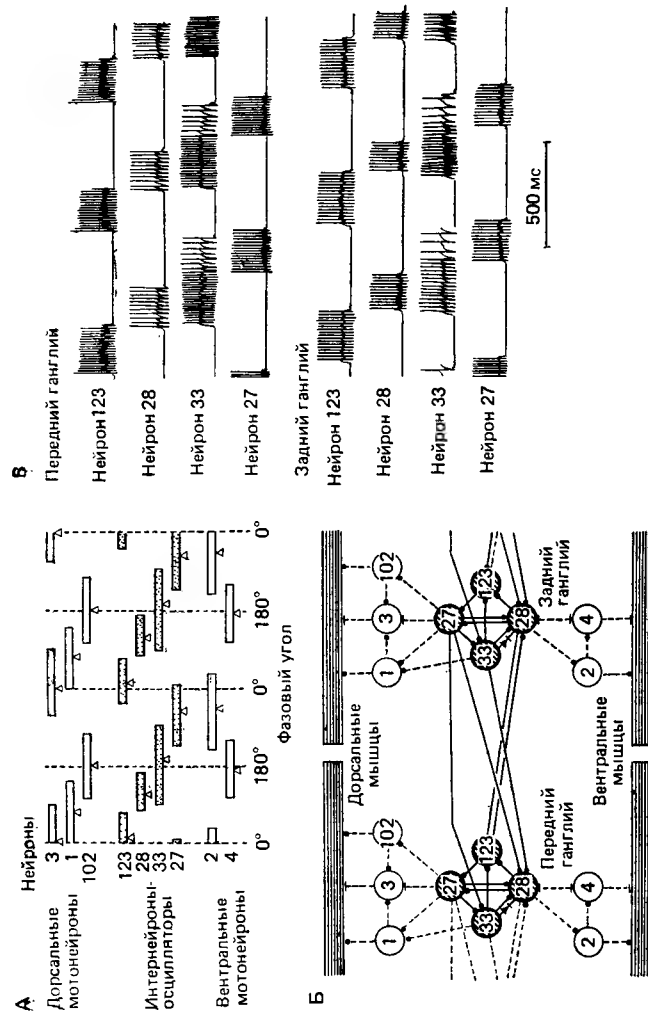 А
Нейроны
Дорсальные
мотонейроны
3
1
102
Интернейроны-
осцилляторы
123
28
33
27
Вентральные
мотонейроны
2
4
0°
180°
0°
180°
0°
Фазовый угол
Б
Дорсальные
мышцы
1
3
102
27
33
123
28
2
4
Передний
ганглий
1
3
102
27
33
123
28
2
4
Задний
ганглий
Вентральные
мышцы
В
Передний ганглий
Нейрон 123
Нейрон 28
Нейрон 33
Нейрон 27
Задний ганглий
Нейрон 123
Нейрон 28
Нейрон 33
Нейрон 27
500 мс